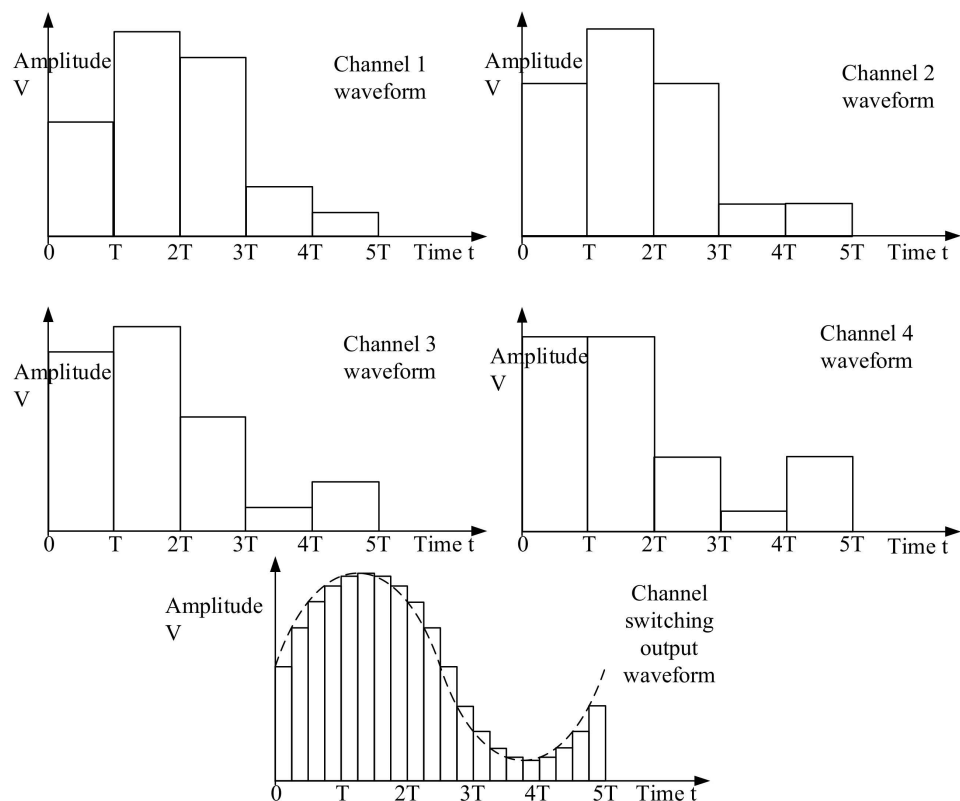 Amplitude
V
Channel 1
waveform
0 T 2T 3T 4T 5T Time t
Amplitude
V
Channel 2
waveform
0 T 2T 3T 4T 5T Time t
Amplitude
V
Channel 3
waveform
0 T 2T 3T 4T 5T Time t
Amplitude
V
Channel 4
waveform
0 T 2T 3T 4T 5T Time t
Amplitude
V
Channel
switching
output
waveform
0 T 2T 3T 4T 5T Time t